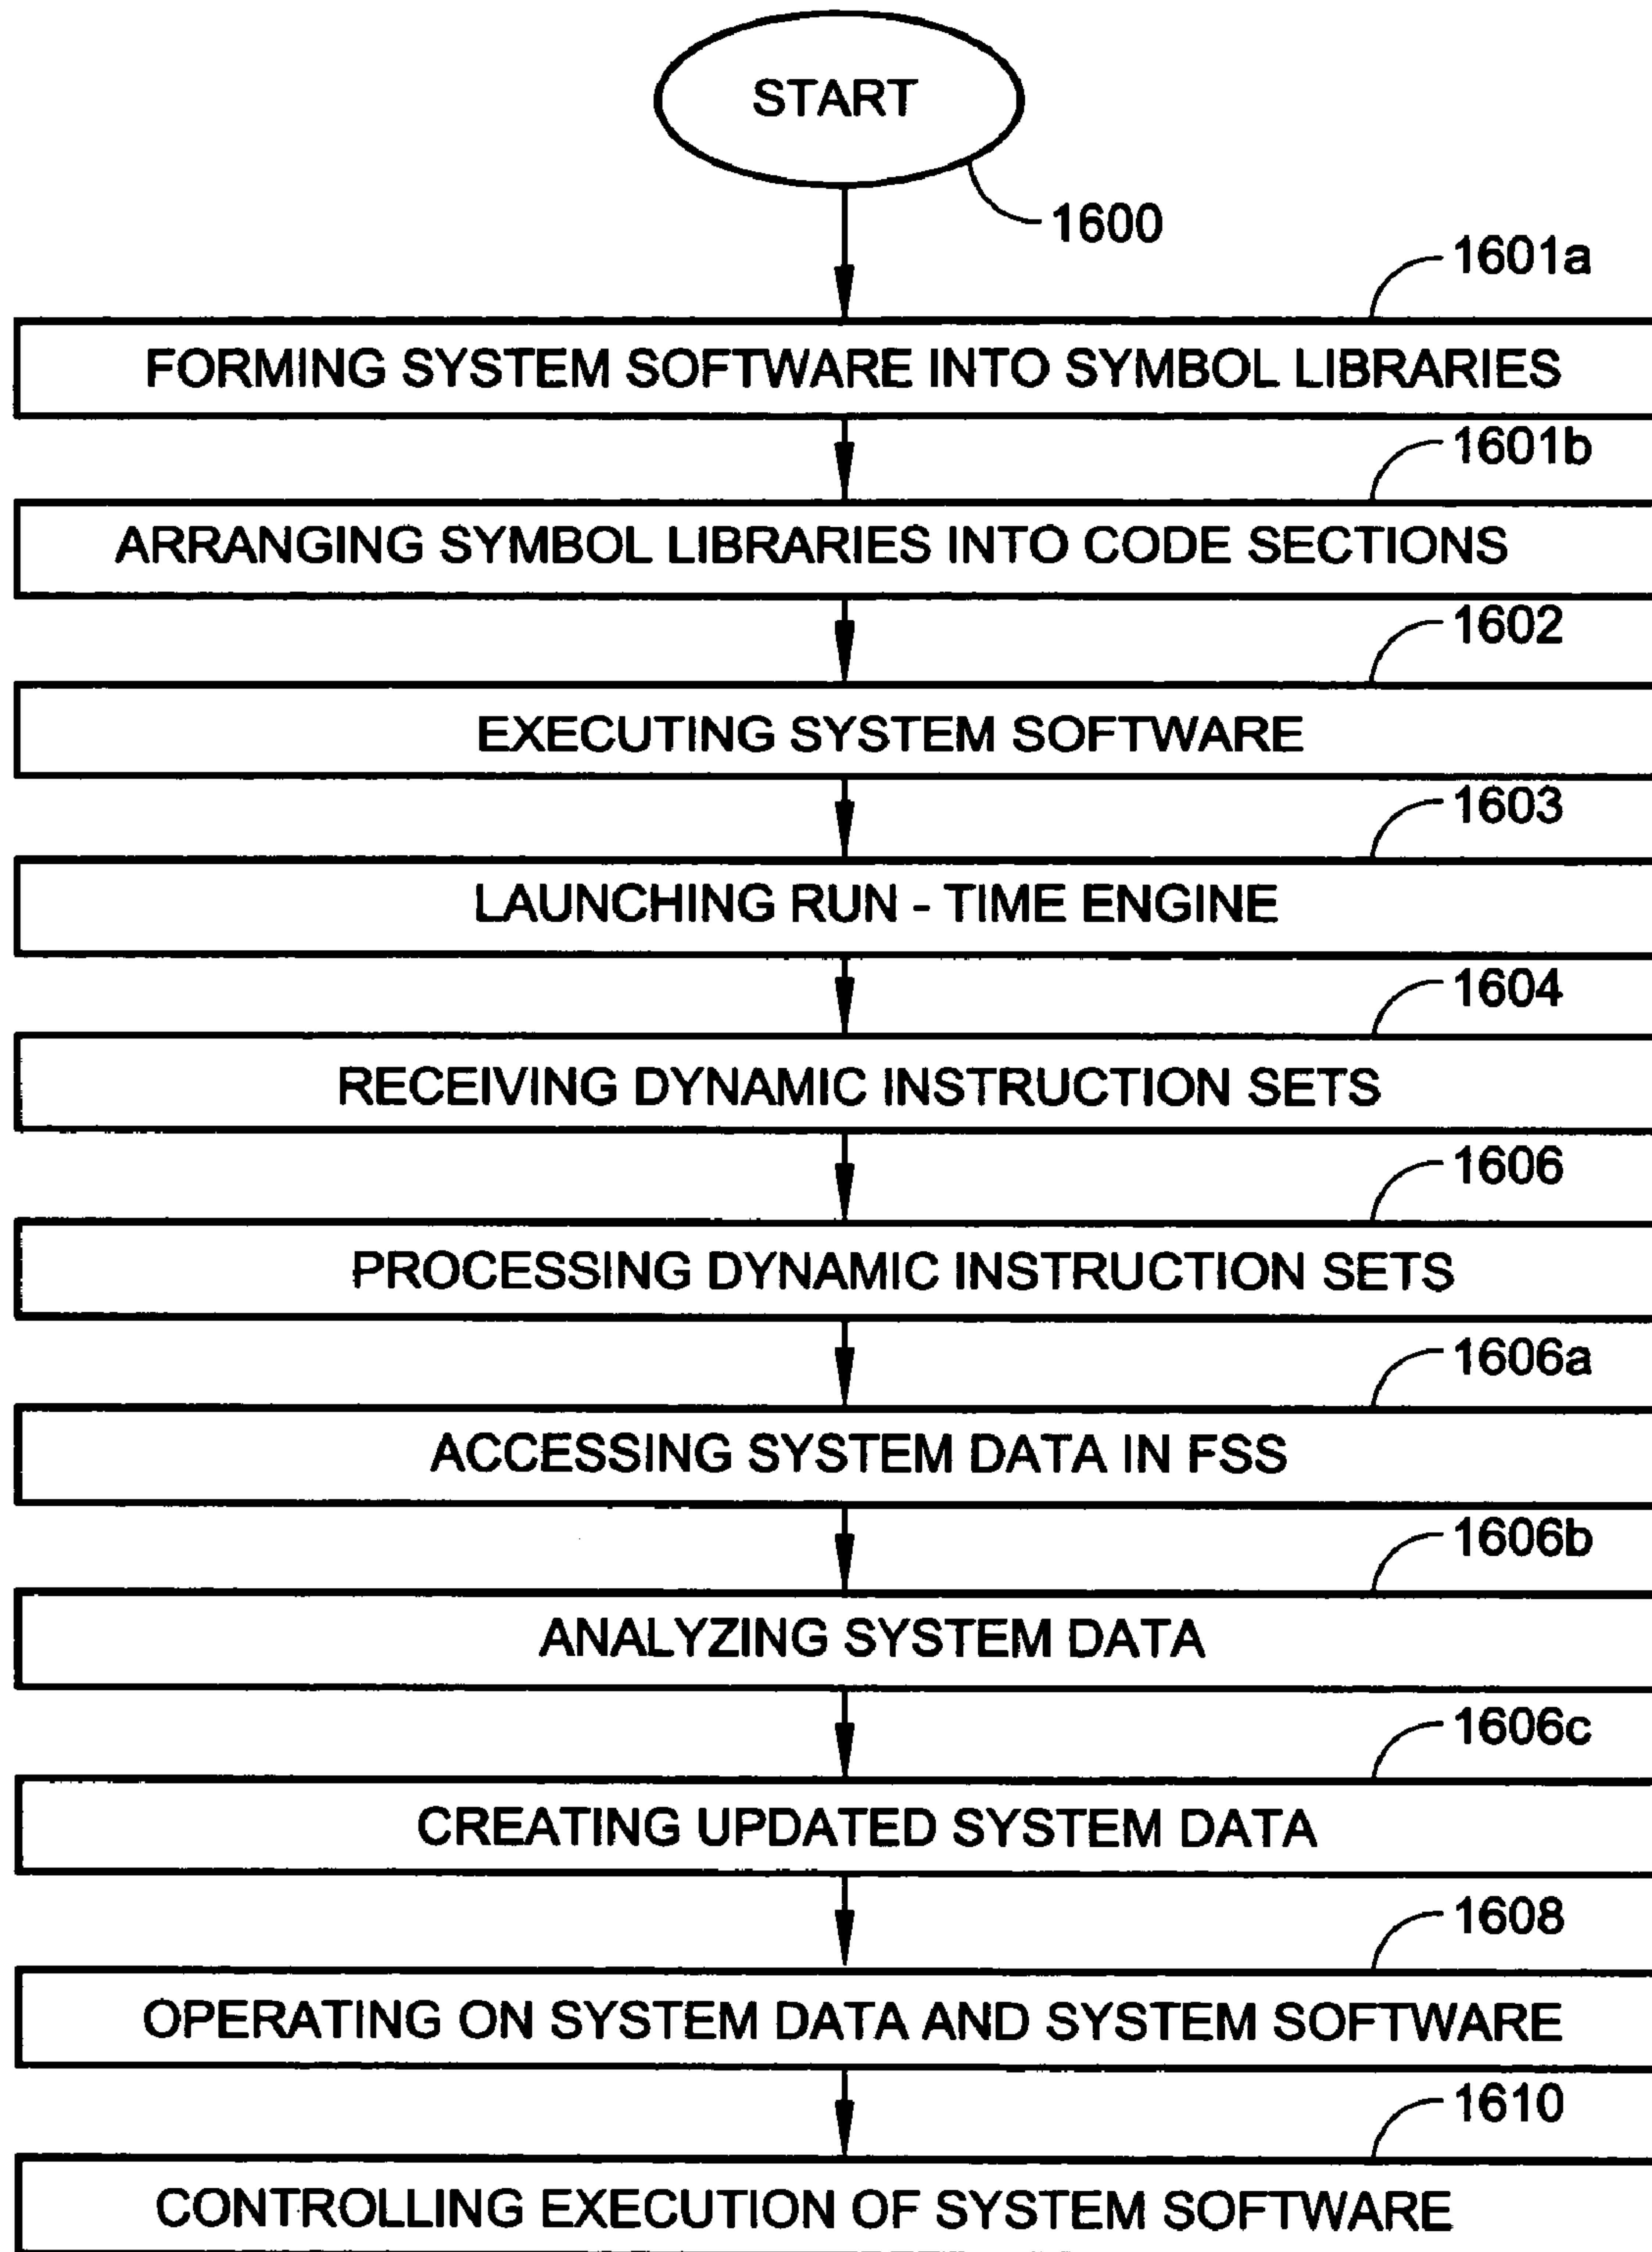 START
1600
1601a
FORMING SYSTEM SOFTWARE INTO SYMBOL LIBRARIES
1601b
ARRANGING SYMBOL LIBRARIES INTO CODE SECTIONS
1602
EXECUTING SYSTEM SOFTWARE
1603
LAUNCHING RUN - TIME ENGINE
1604
RECEIVING DYNAMIC INSTRUCTION SETS
1606
PROCESSING DYNAMIC INSTRUCTION SETS
1606a
ACCESSING SYSTEM DATA IN FSS
1606b
ANALYZING SYSTEM DATA
1606c
CREATING UPDATED SYSTEM DATA
1608
OPERATING ON SYSTEM DATA AND SYSTEM SOFTWARE
1610
CONTROLLING EXECUTION OF SYSTEM SOFTWARE